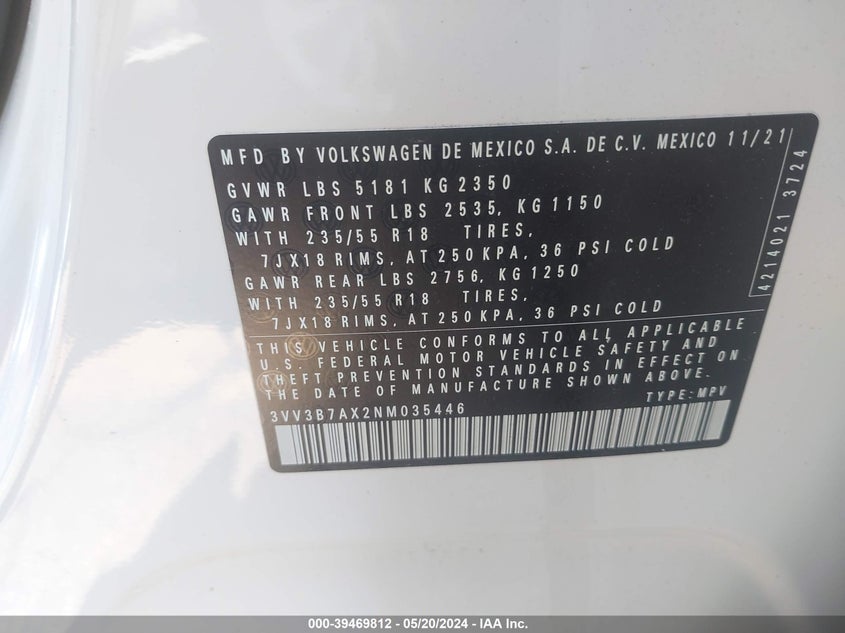 MFD BY VOLKSWAGEN DE MEXICO S.A. DE C.V. MEXICO 11/21
GVWR LBS 5181 KG 2350
GAWR FRONT LBS 2535, KG 1150
WITH 235/55 R18 TIRES,
7JX18 RIMS, AT 250 KPA, 36 PSI COLD
GAWR REAR LBS 2756, KG 1250
WITH 235/55 R18 TIRES,
7JX18 RIMS, AT 250 KPA, 36 PSI COLD
4214021 3724
THIS VEHICLE CONFORMS TO ALL APPLICABLE
U.S. FEDERAL MOTOR VEHICLE SAFETY AND
THEFT PREVENTION STANDARDS IN EFFECT ON
THE DATE OF MANUFACTURE SHOWN ABOVE.
3VV3B7AX2NM035446 TYPE: MPV
000-39469812 - 05/20/2024 - IAA Inc.